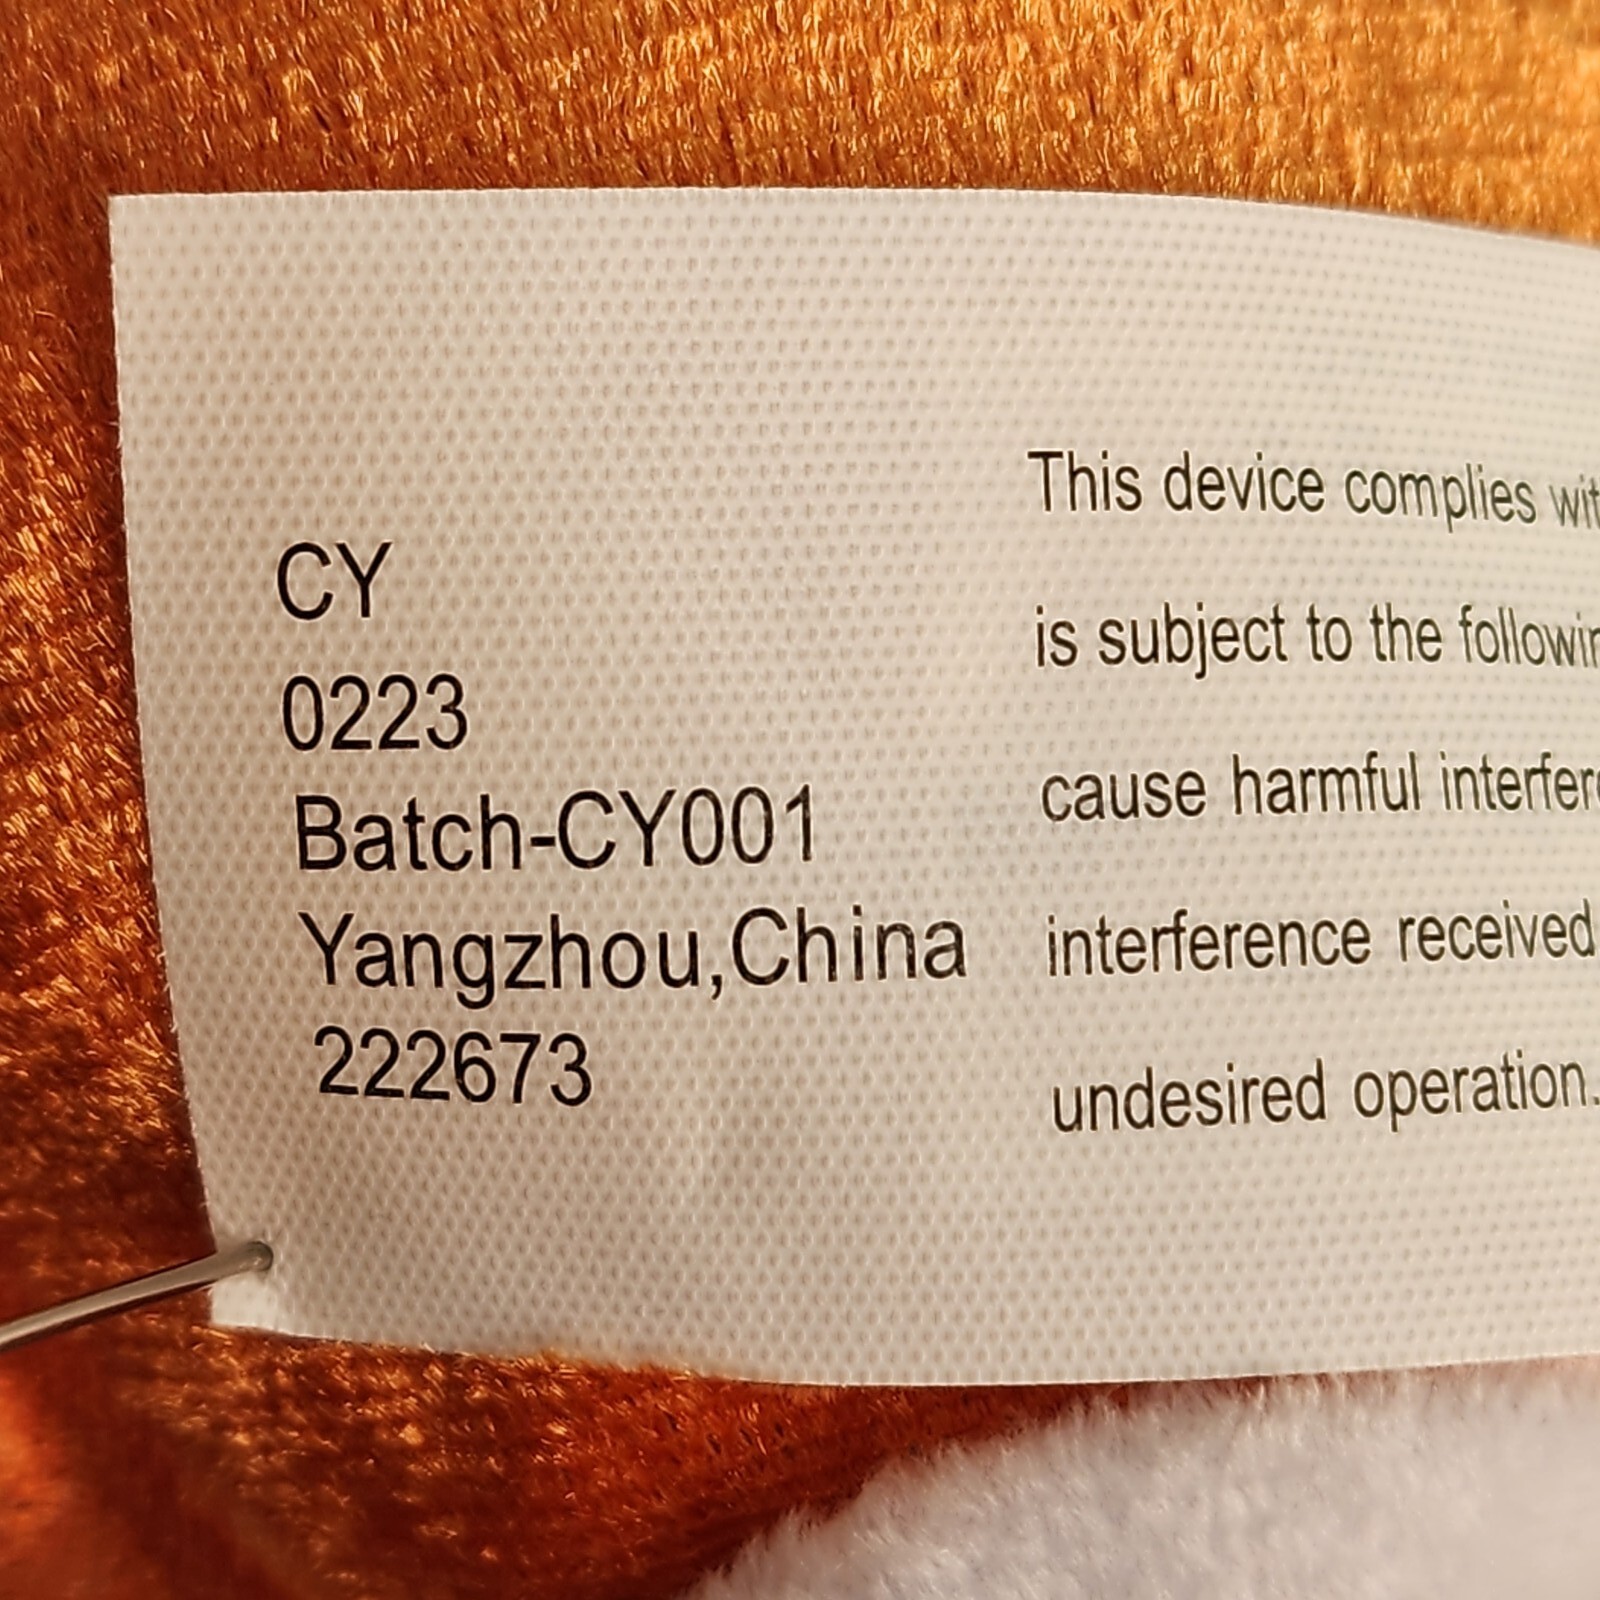 CY
0223
Batch-CY001
Yangzhou,China
222673
This device complies
is subject to the
cause harmful
interference received
undesired operation.